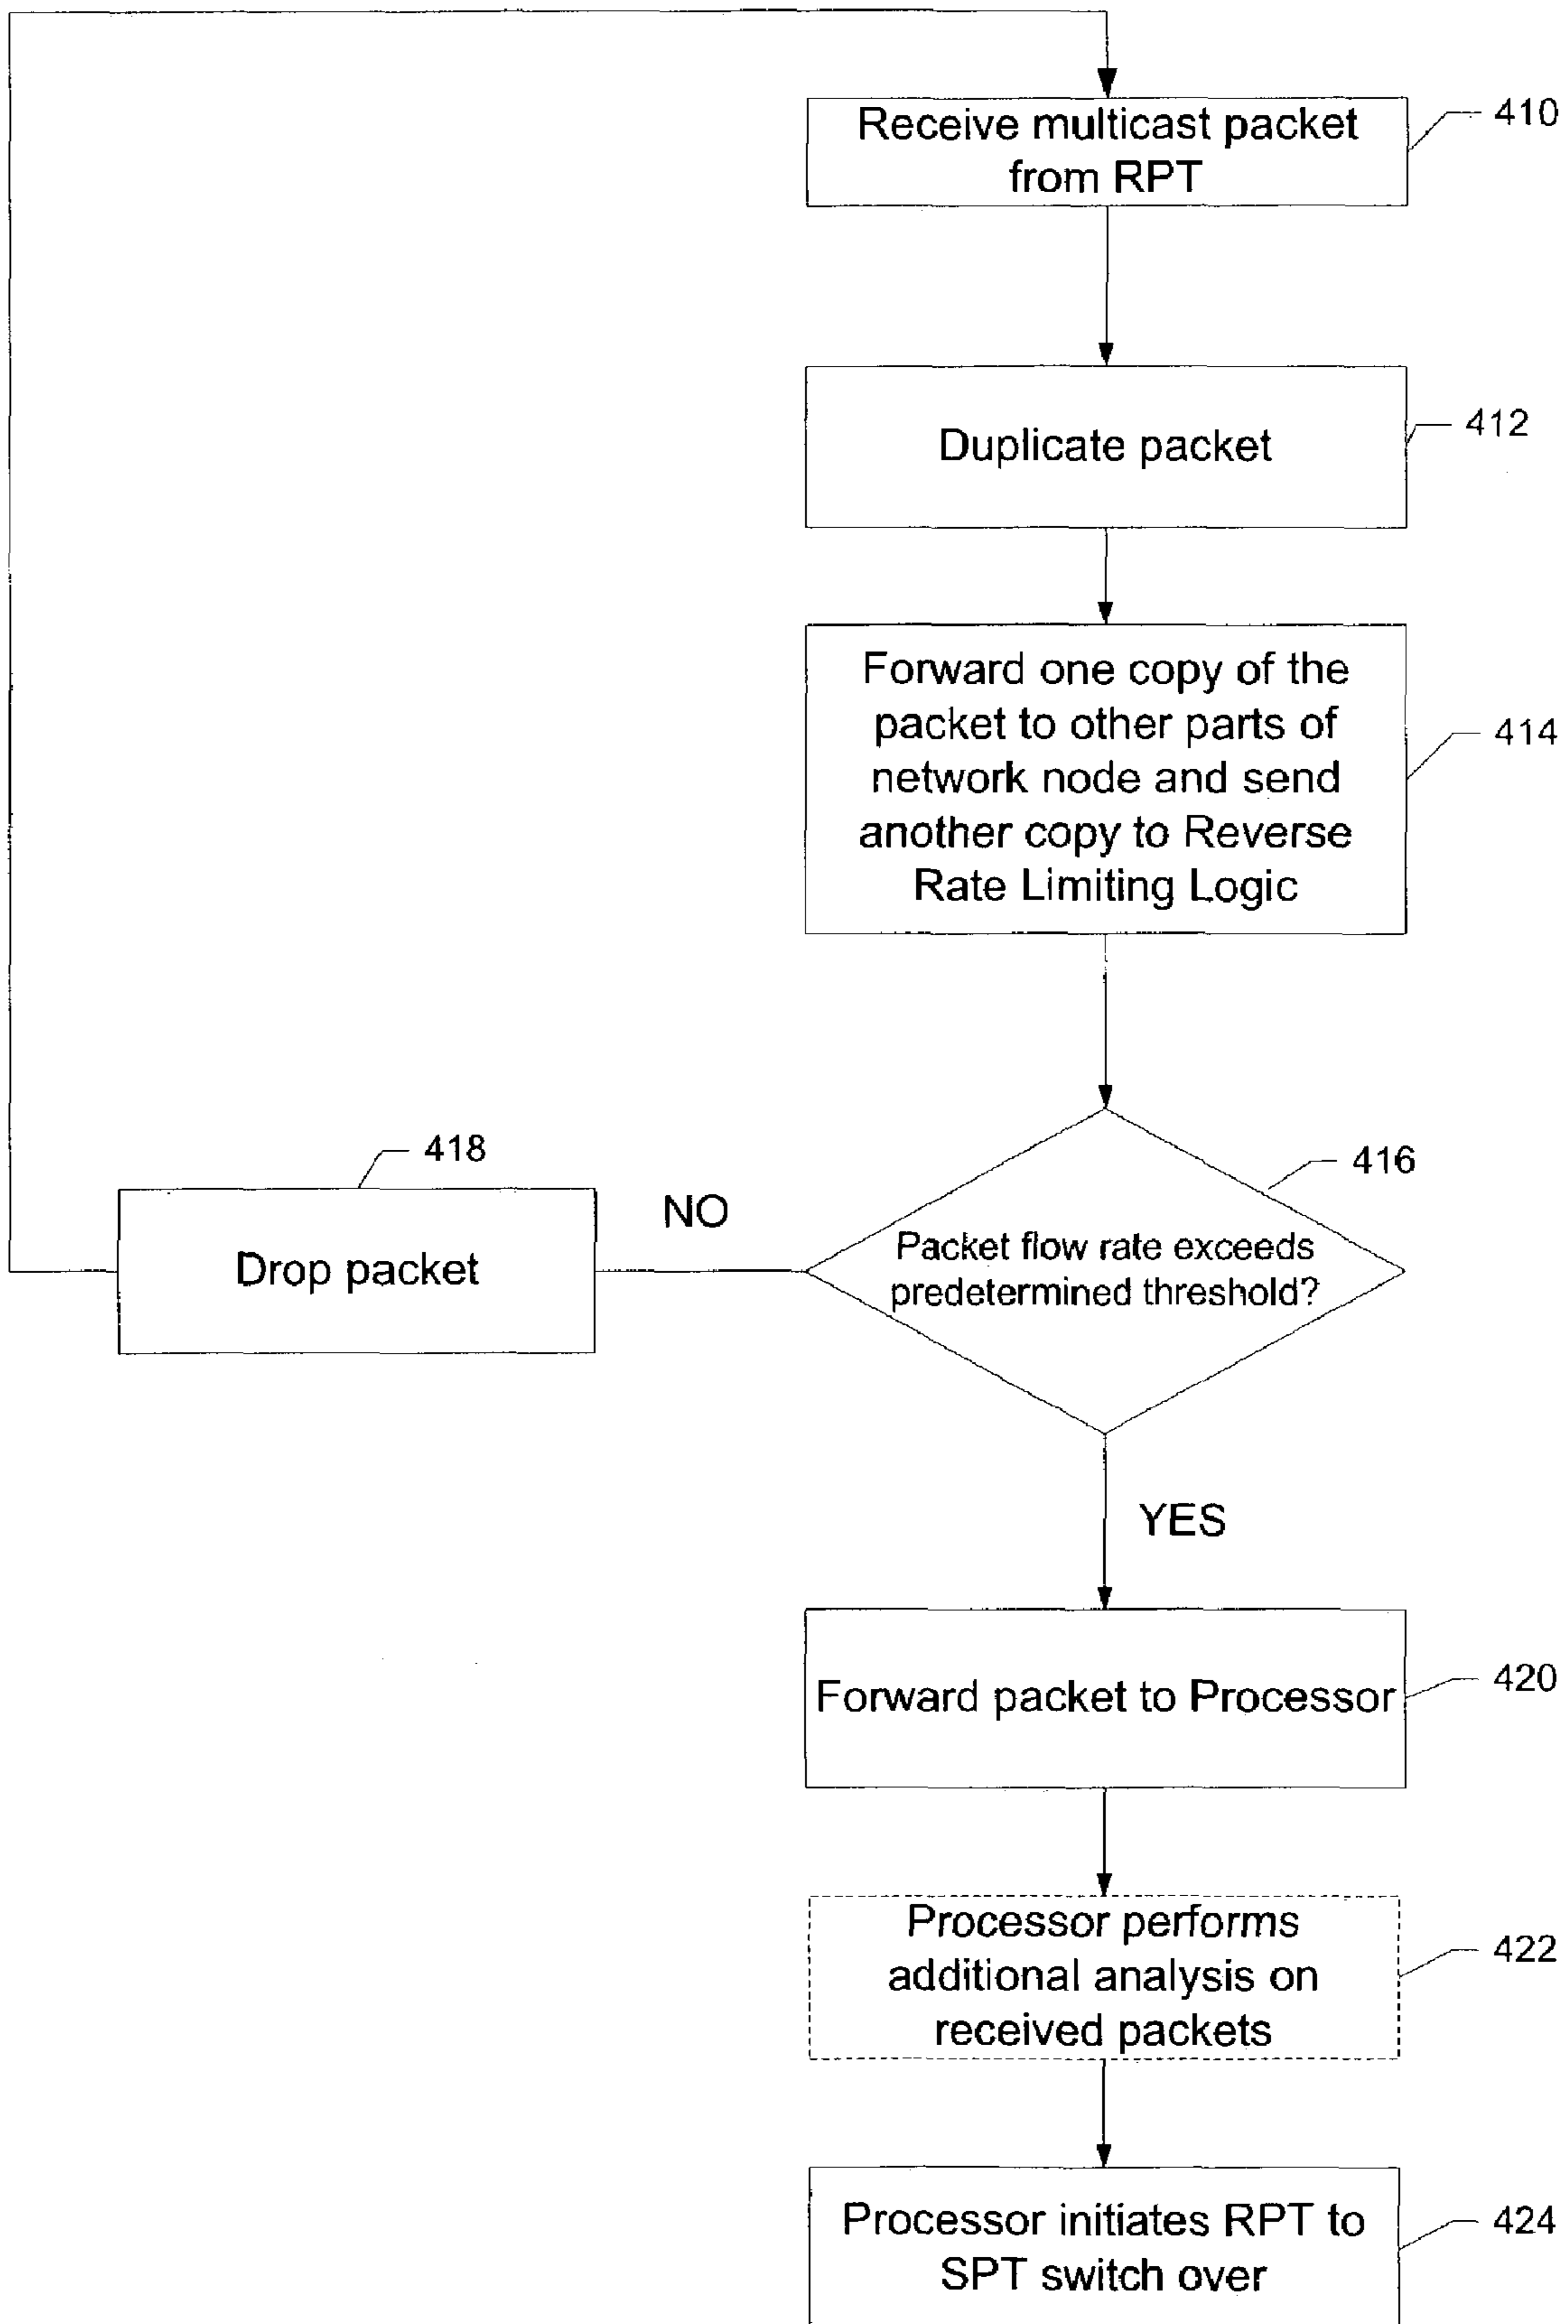 Receive multicast packet
from RPT
410
Duplicate packet
412
Forward one copy of the
packet to other parts of
network node and send
another copy to Reverse
Rate Limiting Logic
414
Packet flow rate exceeds
predetermined threshold?
416
NO
418
Drop packet
YES
Forward packet to Processor
420
Processor performs
additional analysis on
received packets
422
Processor initiates RPT to
SPT switch over
424